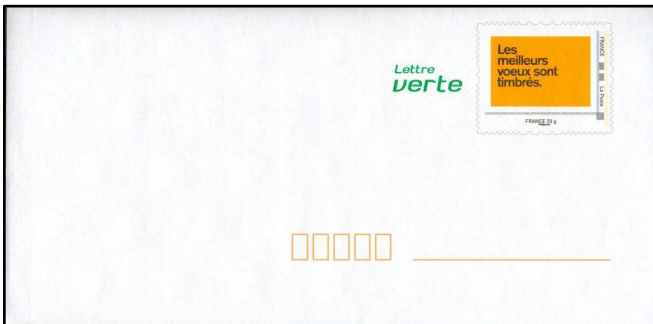 Lettre
verte
Les
meilleurs
voeux sont
timbrés.
FRANCE
La Poste
FRANCE 20 g